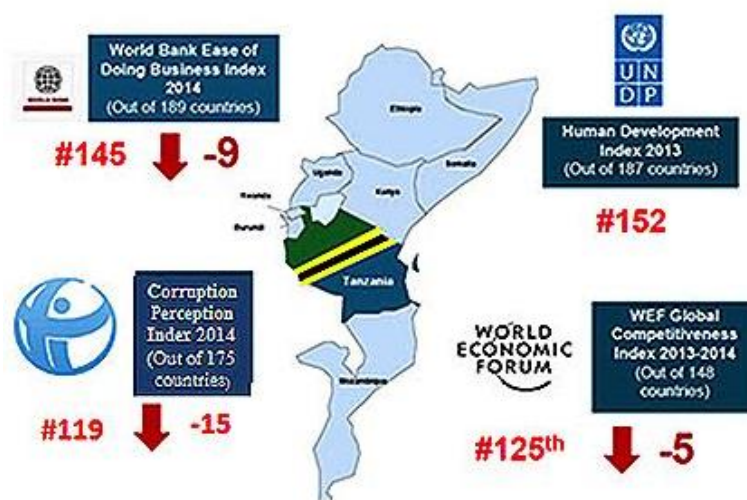 World Bank Ease of
Doing Business Index
2014
(Out of 189 countries)
WORLD BANK
#145
-9
U N
D P
Human Development
Index 2013
(Out of 187 countries)
#152
Ethiopia
Somalia
Uganda
Kenya
Rwanda
Burundi
Tanzania
Mozambique
Corruption
Perception
Index 2014
(Out of 175
countries)
#119
-15
WORLD
ECONOMIC
FORUM
WEF Global
Competitiveness
Index 2013-2014
(Out of 148
countries)
#125th
-5